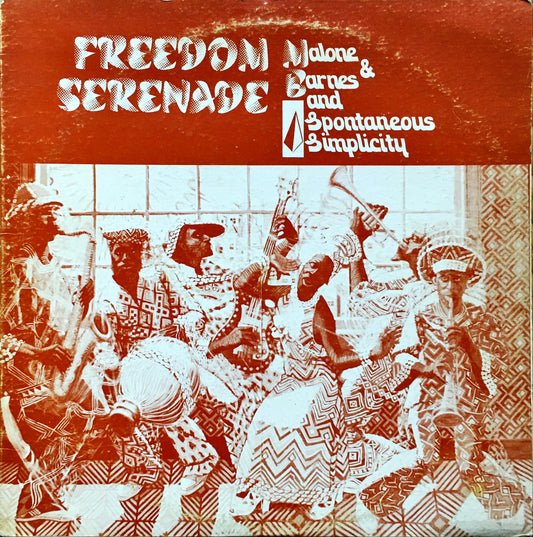 FREEDOM
SERENADE
Malone
& Barnes
and
Spontaneous
Simplicity